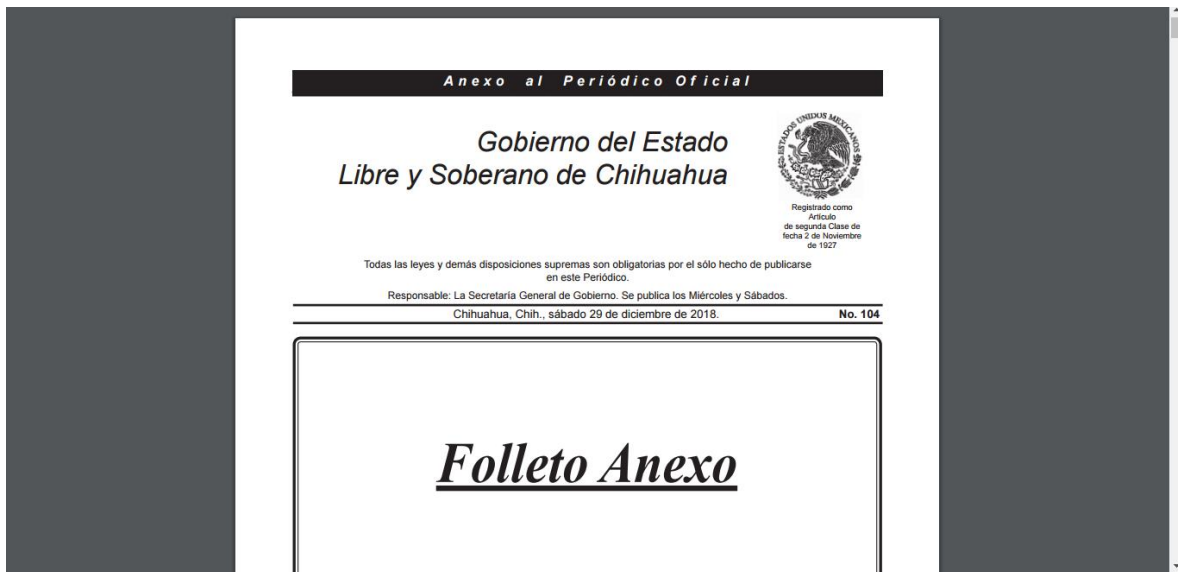 Anexo al Periódico Oficial
Gobierno del Estado
Libre y Soberano de Chihuahua
ESTADOS UNIDOS MEXICANOS
Registrado como
Artículo
de segunda Clase de
fecha 2 de Noviembre
de 1927
Todas las leyes y demás disposiciones supremas son obligatorias por el sólo hecho de publicarse
en este Periódico.
Responsable: La Secretaría General de Gobierno. Se publica los Miércoles y Sábados.
Chihuahua, Chih., sábado 29 de diciembre de 2018. No. 104
Folleto Anexo